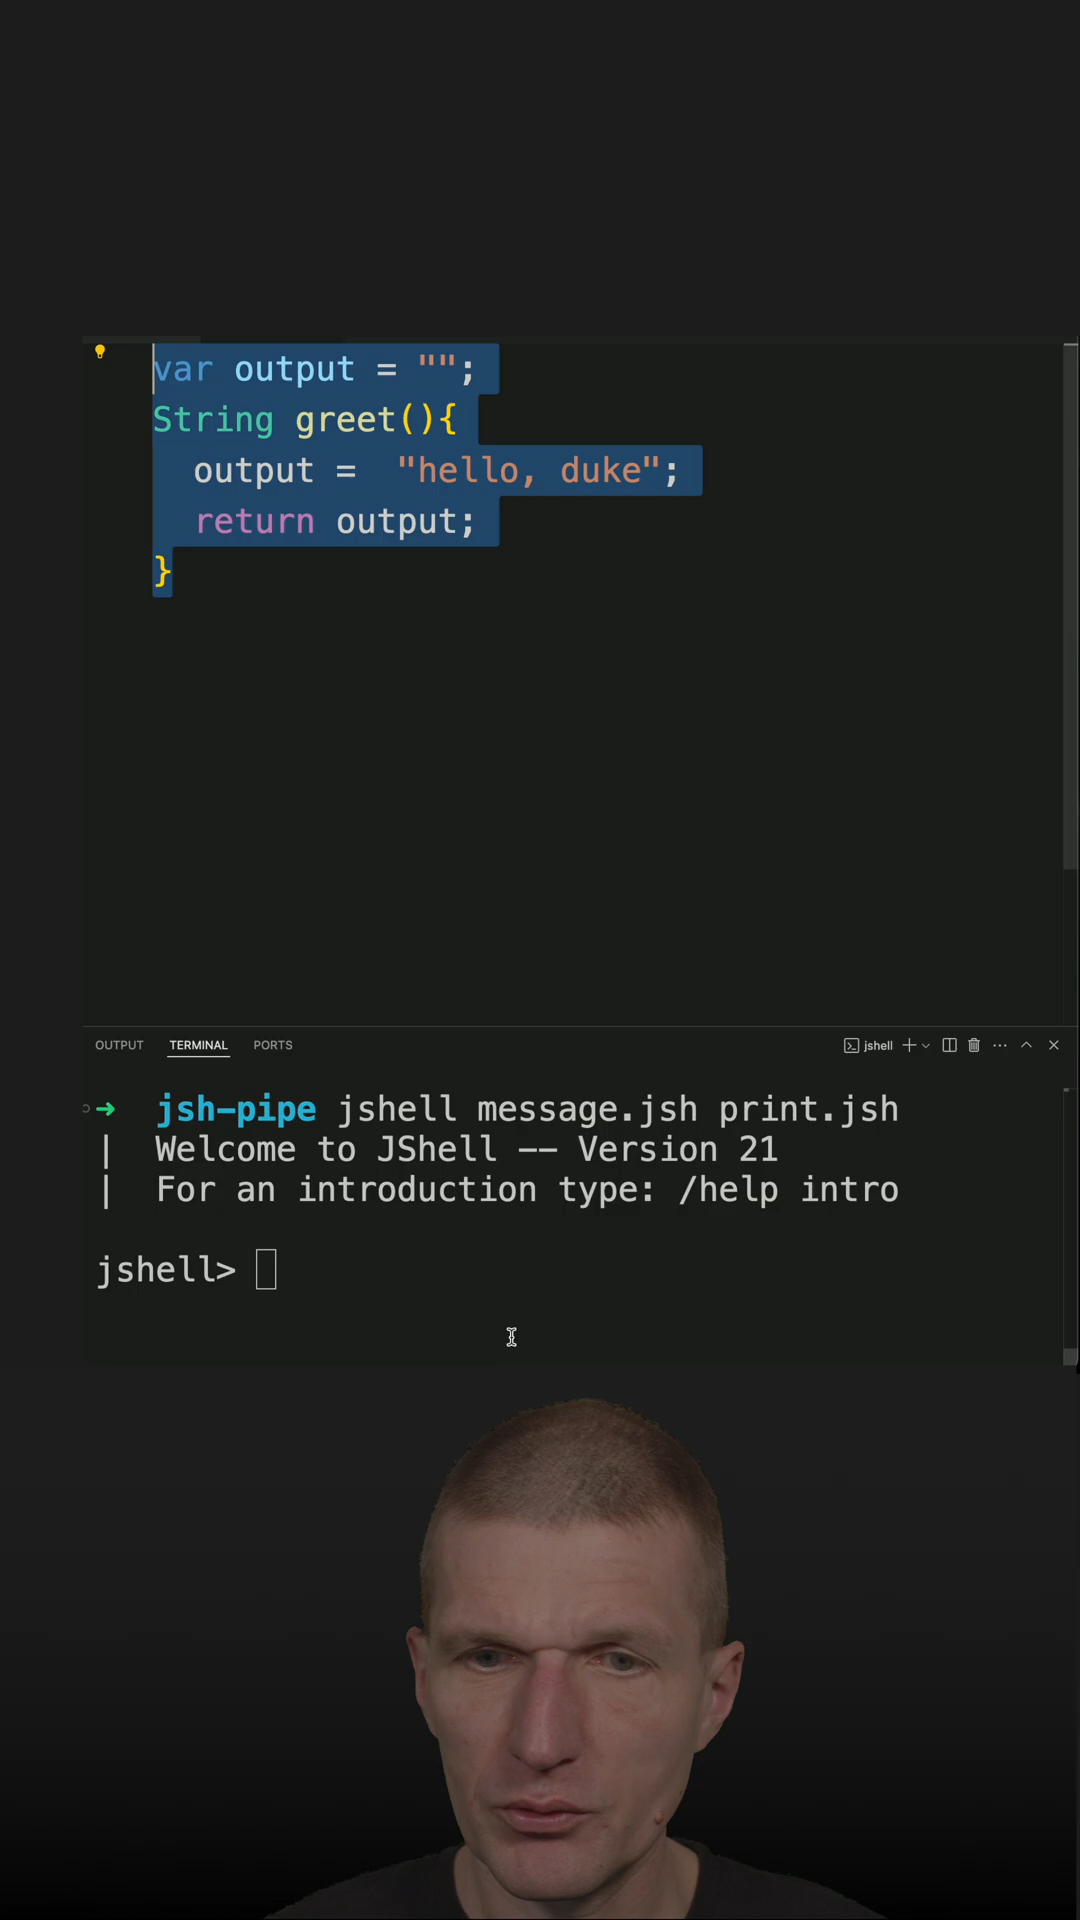 var output = "";
String greet(){
  output =  "hello, duke";
  return output;
}
OUTPUT TERMINAL PORTS jshell
jsh-pipe jshell message.jsh print.jsh
| Welcome to JShell -- Version 21
| For an introduction type: /help intro
jshell>